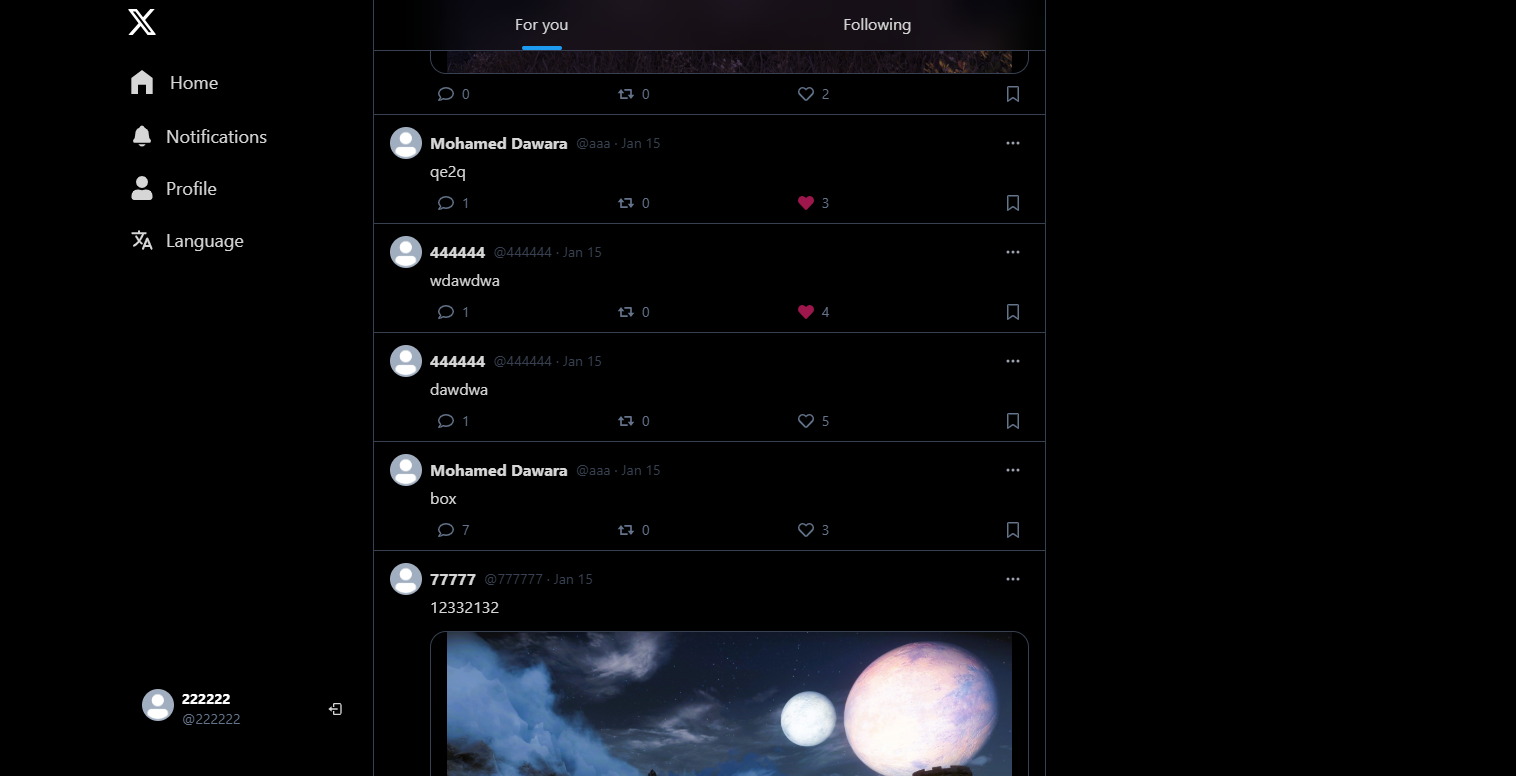 For you
Following
Home
Notifications
Profile
Language
0 0 2
Mohamed Dawara @aaa · Jan 15
qe2q
1 0 3
444444 @444444 · Jan 15
wdawdwa
1 0 4
444444 @444444 · Jan 15
dawdwa
1 0 5
Mohamed Dawara @aaa · Jan 15
box
7 0 3
77777 @777777 · Jan 15
12332132
222222
@222222